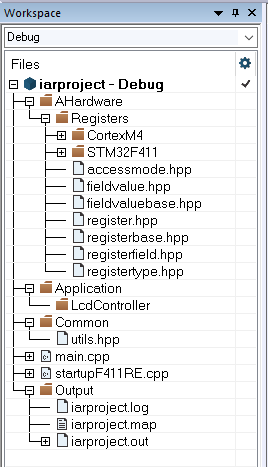 Workspace
Debug
Files
iarproject - Debug
AHardware
Registers
CortexM4
STM32F411
accessmode.hpp
fieldvalue.hpp
fieldvaluebase.hpp
register.hpp
registerbase.hpp
registerfield.hpp
registertype.hpp
Application
LcdController
Common
utils.hpp
main.cpp
startupF411RE.cpp
Output
iarproject.log
iarproject.map
iarproject.out